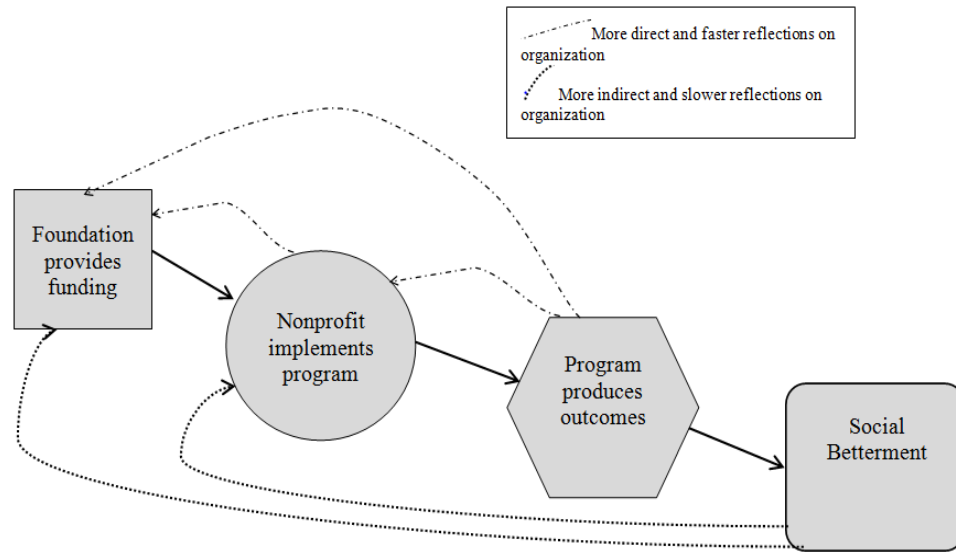 More direct and faster reflections on
organization
More indirect and slower reflections on
organization
Foundation
provides
funding
Nonprofit
implements
program
Program
produces
outcomes
Social
Betterment